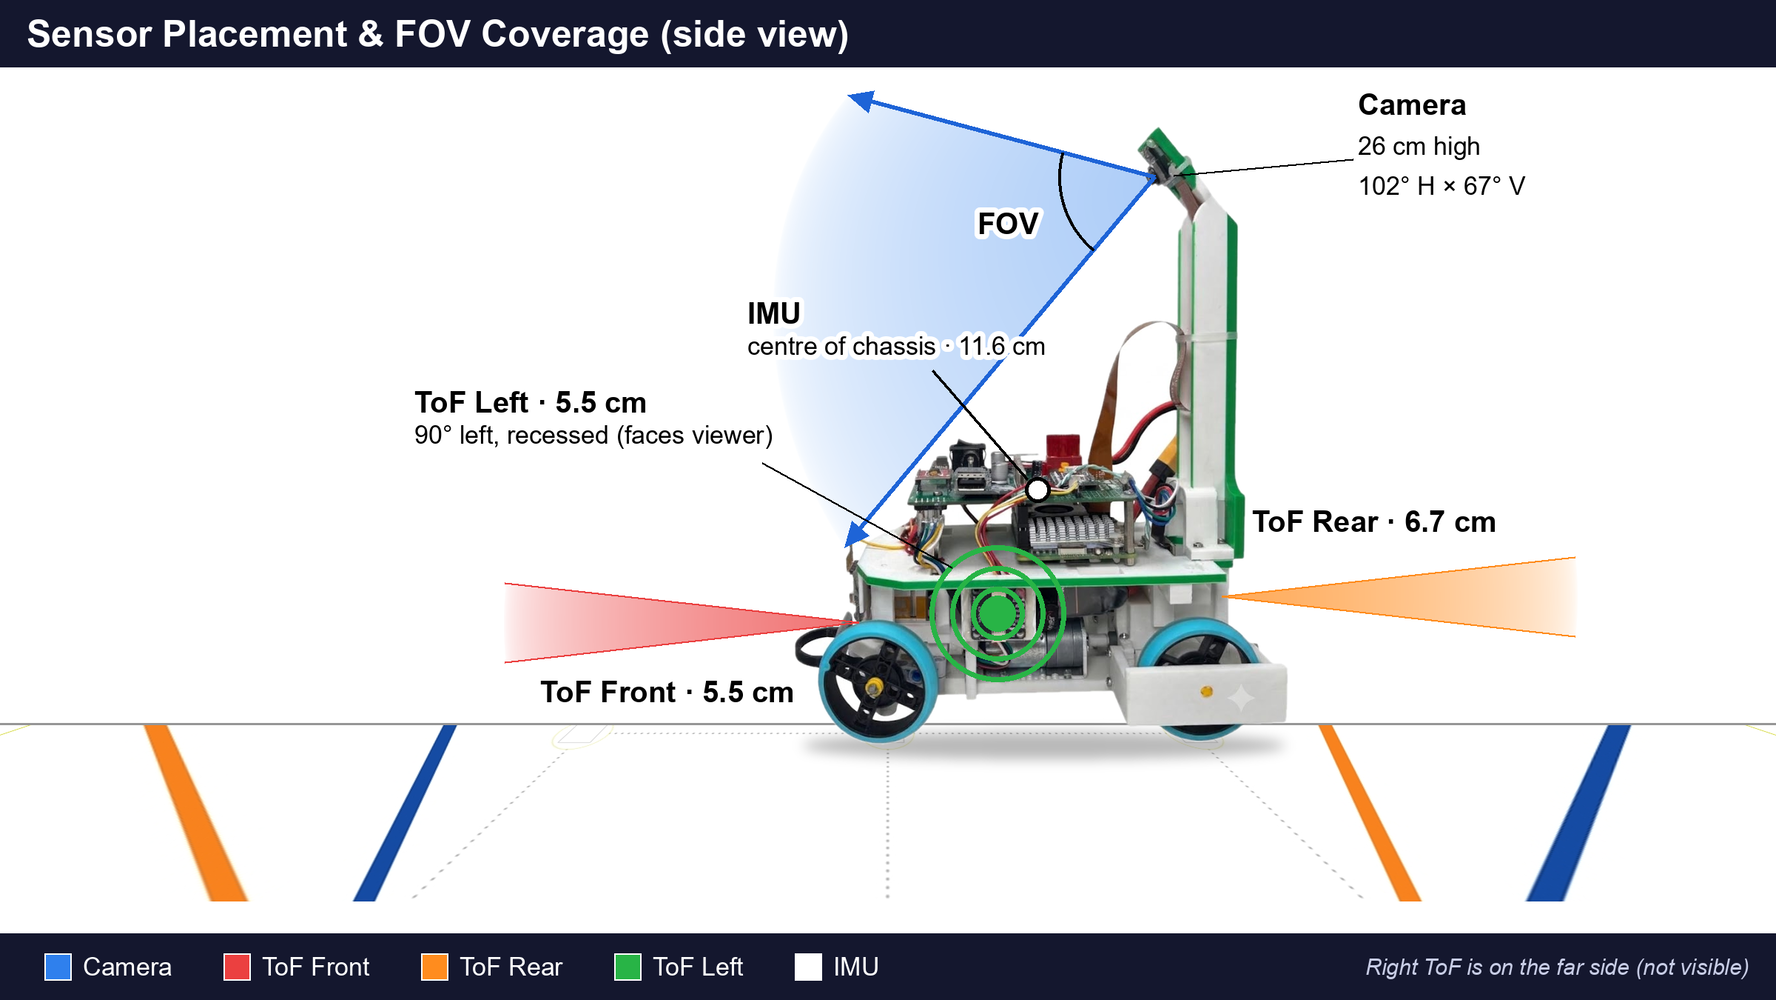 Sensor Placement & FOV Coverage (side view)
Camera
26 cm high
102° H × 67° V
FOV
IMU
centre of chassis · 11.6 cm
ToF Left · 5.5 cm
90° left, recessed (faces viewer)
ToF Rear · 6.7 cm
ToF Front · 5.5 cm
Camera
ToF Front
ToF Rear
ToF Left
IMU
Right ToF is on the far side (not visible)